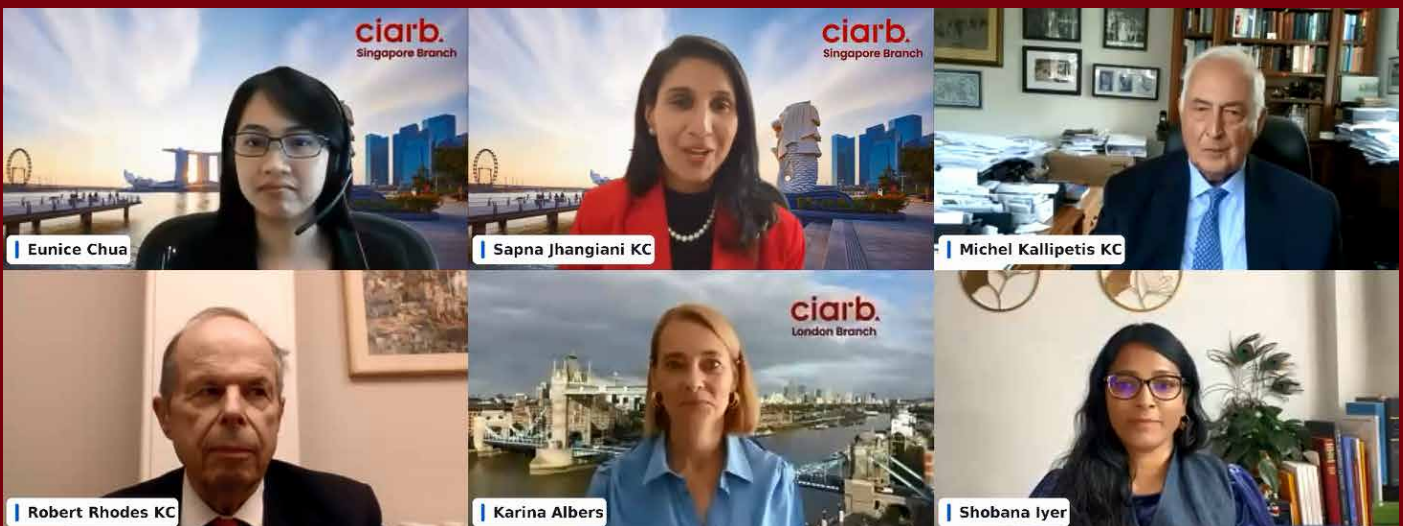 ciarb.
Singapore Branch
ciarb.
Singapore Branch
Eunice Chua
Sapna Jhangiani KC
Michel Kallipetis KC
ciarb.
London Branch
Robert Rhodes KC
Karina Albers
Shobana Iyer